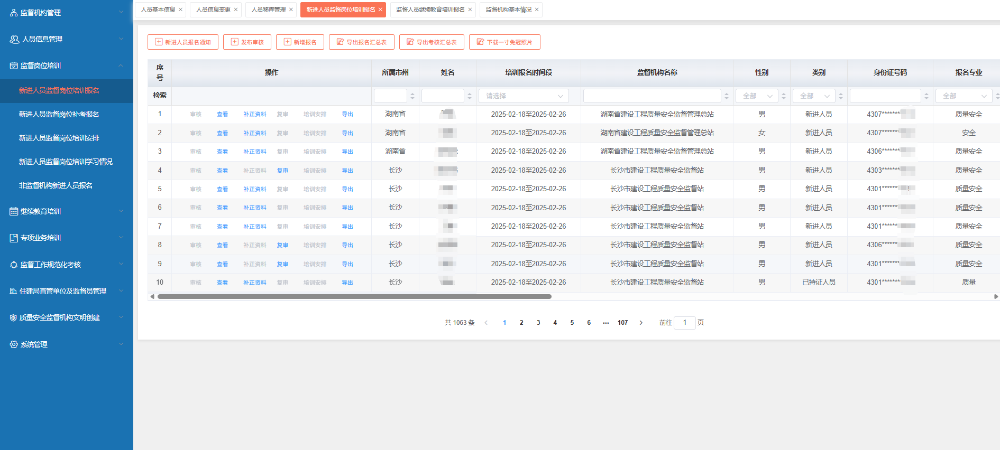 监督机构管理
人员信息管理
监督岗位培训
新进人员监督岗位培训报名
新进人员监督岗位补考报名
新进人员监督岗位培训安排
新进人员监督岗位培训学习情况
非监督机构新进人员报名
继续教育培训
专项业务培训
监督工作规范化考核
住建局直管单位及监督员管理
质量安全监督机构文明创建
系统管理
人员基本信息 × 人员信息变更 × 人员移库管理 × 新进人员监督岗位培训报名 × 监督人员继续教育培训报名 × 监督机构基本情况 ×
新进人员报名通知 发布审核 新增报名 导出报名汇总表 导出考核汇总表 下载一寸免冠照片
序号 操作 所属市州 姓名 培训报名时间段 监督机构名称 性别 类别 身份证号码 报名专业
检索 请选择 全部 全部 全部
1 审核 查看 补正资料 复审 培训安排 导出 湖南省 2025-02-18至2025-02-26 湖南省建设工程质量安全监督管理总站 男 新进人员 4307******* 质量安全
2 审核 查看 补正资料 复审 培训安排 导出 湖南省 2025-02-18至2025-02-26 湖南省建设工程质量安全监督管理总站 女 新进人员 4307******* 安全
3 审核 查看 补正资料 复审 培训安排 导出 湖南省 2025-02-18至2025-02-26 湖南省建设工程质量安全监督管理总站 男 新进人员 4306******* 质量安全
4 审核 查看 补正资料 复审 培训安排 导出 长沙 2025-02-18至2025-02-26 长沙市建设工程质量安全监督站 男 新进人员 4303******* 质量安全
5 审核 查看 补正资料 复审 培训安排 导出 长沙 2025-02-18至2025-02-26 长沙市建设工程质量安全监督站 男 新进人员 4301******* 质量安全
6 审核 查看 补正资料 复审 培训安排 导出 长沙 2025-02-18至2025-02-26 长沙市建设工程质量安全监督站 男 新进人员 4301******* 质量安全
7 审核 查看 补正资料 复审 培训安排 导出 长沙 2025-02-18至2025-02-26 长沙市建设工程质量安全监督站 男 新进人员 4301******* 质量安全
8 审核 查看 补正资料 复审 培训安排 导出 长沙 2025-02-18至2025-02-26 长沙市建设工程质量安全监督站 男 新进人员 4306****** 质量安全
9 审核 查看 补正资料 复审 培训安排 导出 长沙 2025-02-18至2025-02-26 长沙市建设工程质量安全监督站 男 新进人员 4301******* 质量安全
10 审核 查看 补正资料 复审 培训安排 导出 长沙 2025-02-18至2025-02-26 长沙市建设工程质量安全监督站 男 已持证人员 4301******* 质量
共 1063 条 1 2 3 4 5 6 ••• 107 前往 1 页